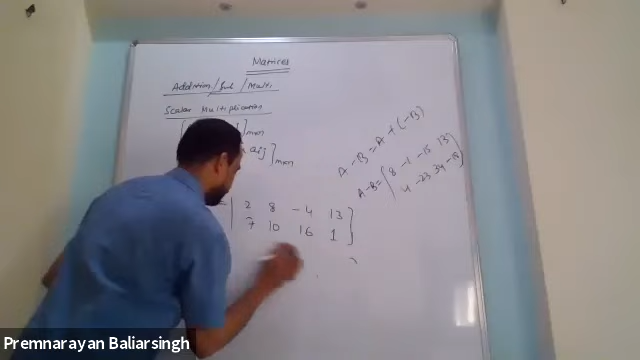 Matrices
Addition/Sub/Multi
Scalar Multiplication
]m×n
aij ]m×n
A-B = A + (-B)
A-B = [ 8 -1 -15 13
4 -23 34 -18 ]
2 8 -4 13
7 10 16 1 ]
Premnarayan Baliarsingh